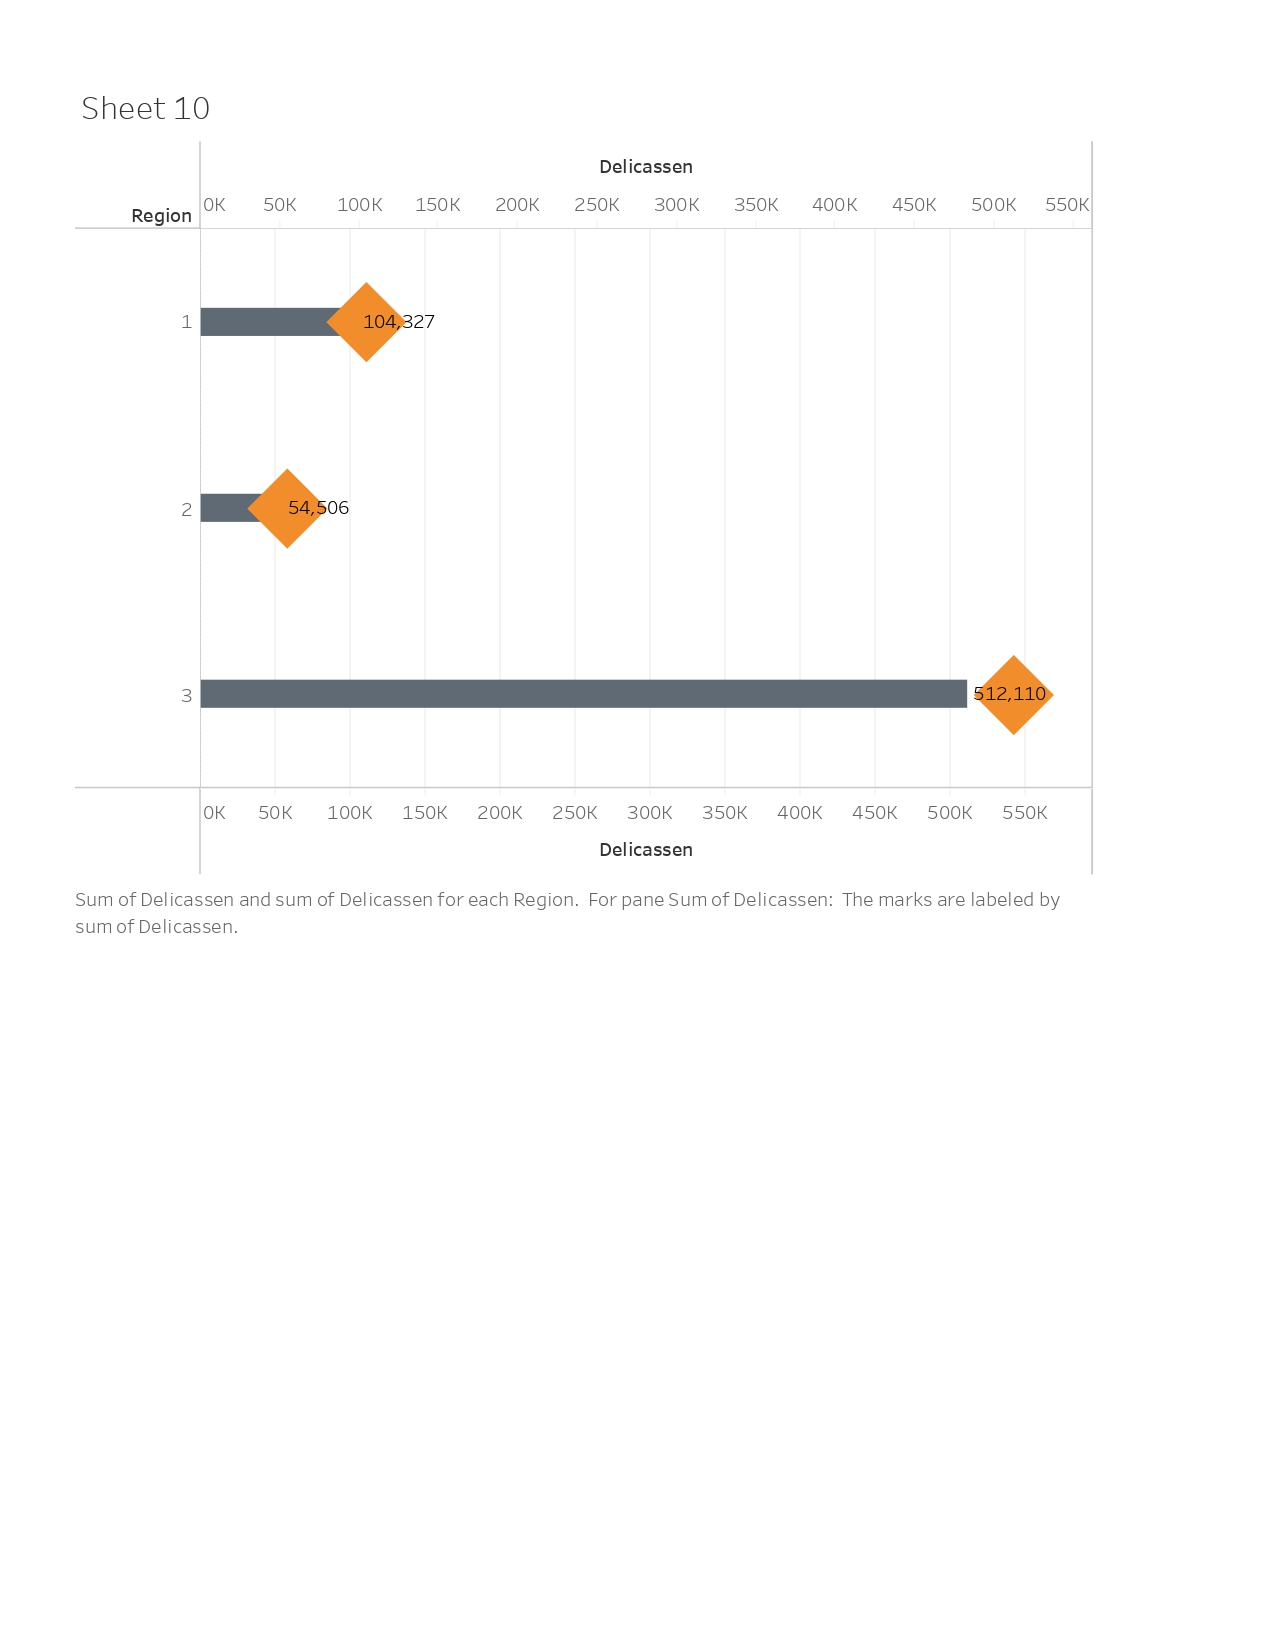 Sheet 10
Delicassen
Region
0K 50K 100K 150K 200K 250K 300K 350K 400K 450K 500K 550K
1
104,327
2
54,506
3
512,110
0K 50K 100K 150K 200K 250K 300K 350K 400K 450K 500K 550K
Delicassen
Sum of Delicassen and sum of Delicassen for each Region.  For pane Sum of Delicassen:  The marks are labeled by
sum of Delicassen.